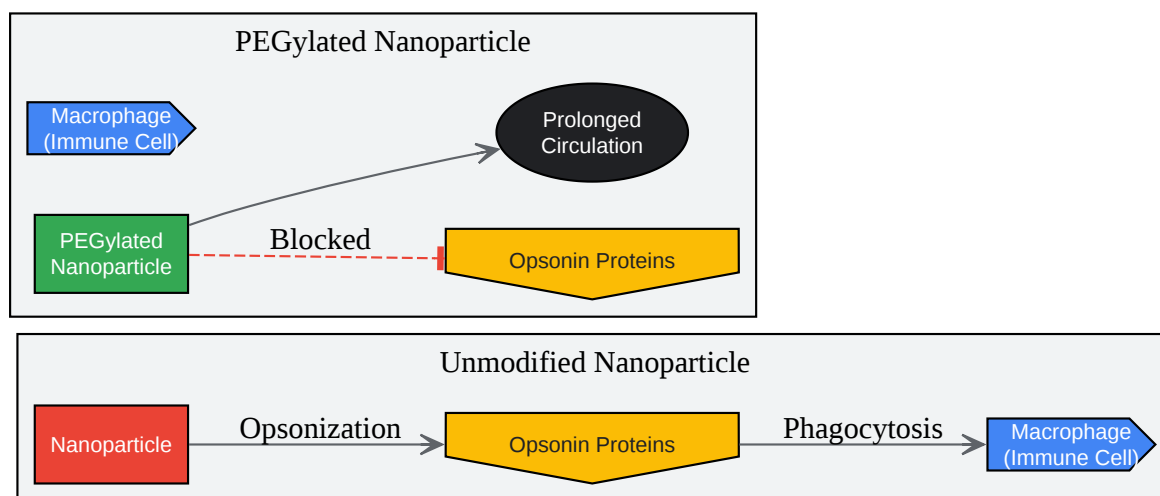 PEGylated Nanoparticle
Macrophage
(Immune Cell)
Prolonged
Circulation
PEGylated
Nanoparticle
Blocked
Opsonin Proteins
Unmodified Nanoparticle
Nanoparticle
Opsonization
Opsonin Proteins
Phagocytosis
Macrophage
(Immune Cell)